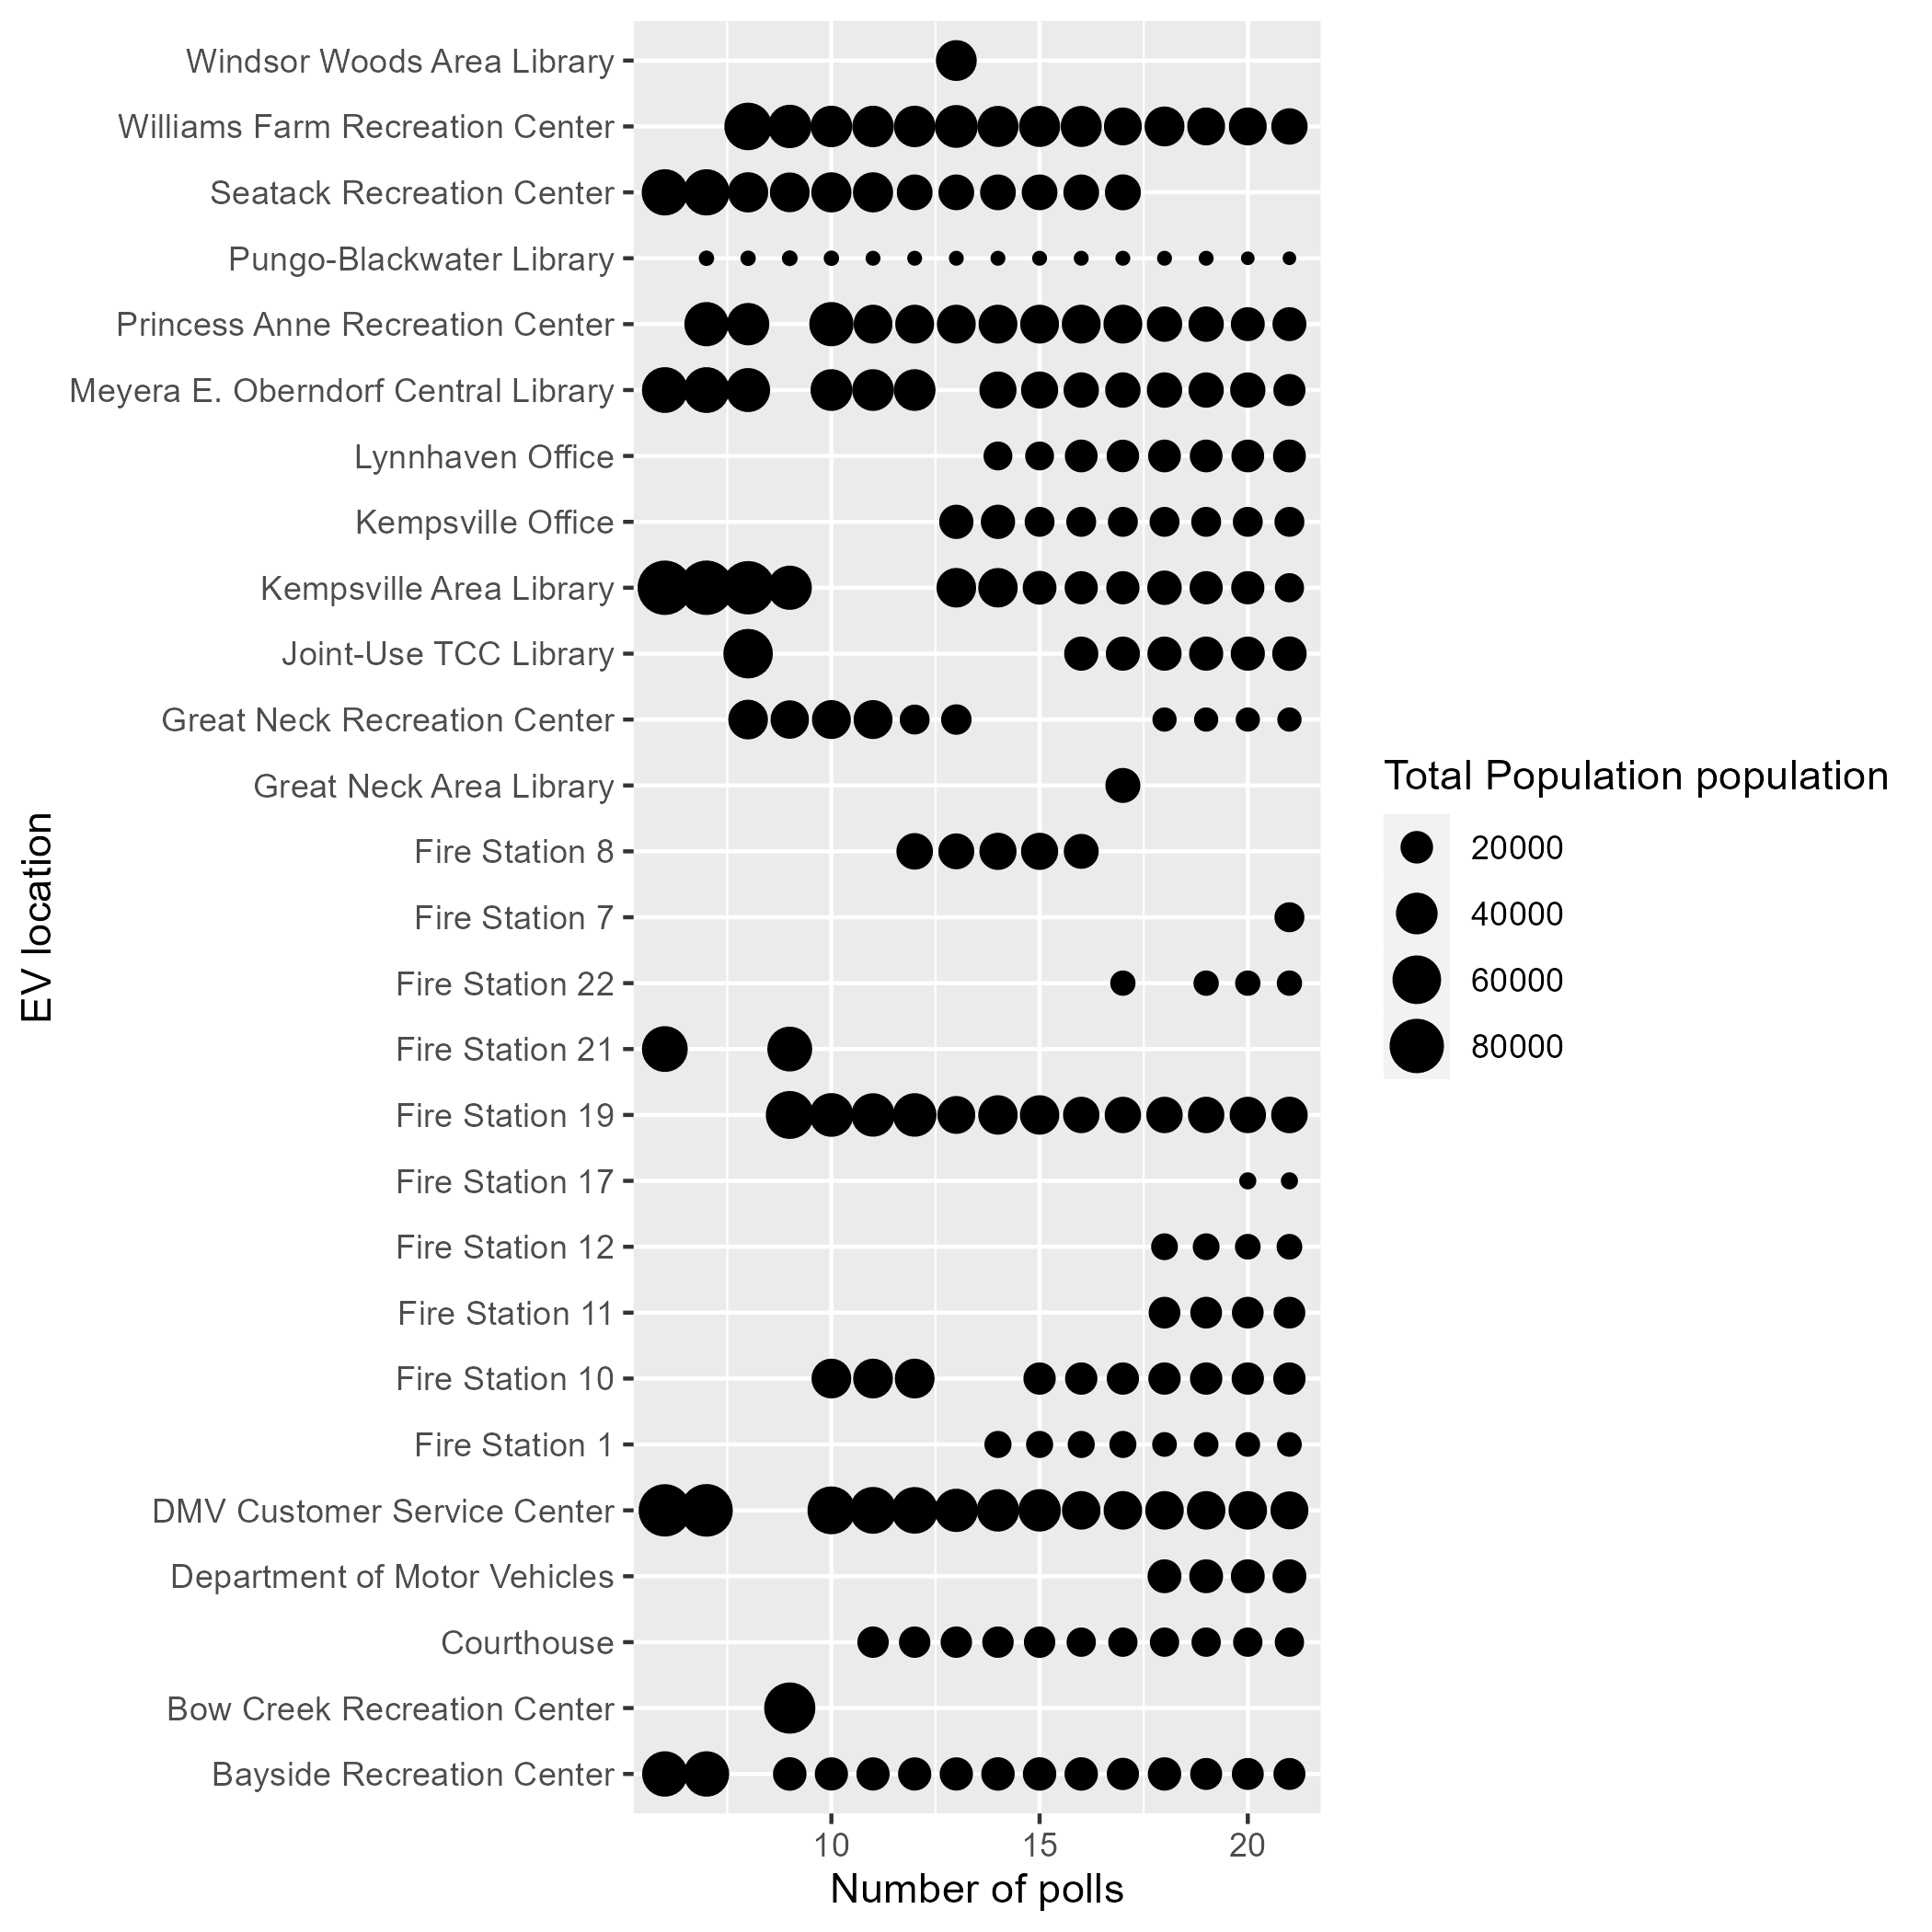 Windsor Woods Area Library
Williams Farm Recreation Center
Seatack Recreation Center
Pungo-Blackwater Library
Princess Anne Recreation Center
Meyera E. Oberndorf Central Library
Lynnhaven Office
Kempsville Office
Kempsville Area Library
Joint-Use TCC Library
Great Neck Recreation Center
Great Neck Area Library
Fire Station 8
Fire Station 7
Fire Station 22
Fire Station 21
Fire Station 19
Fire Station 17
Fire Station 12
Fire Station 11
Fire Station 10
Fire Station 1
DMV Customer Service Center
Department of Motor Vehicles
Courthouse
Bow Creek Recreation Center
Bayside Recreation Center
EV location
10 15 20
Number of polls
Total Population population
20000
40000
60000
80000